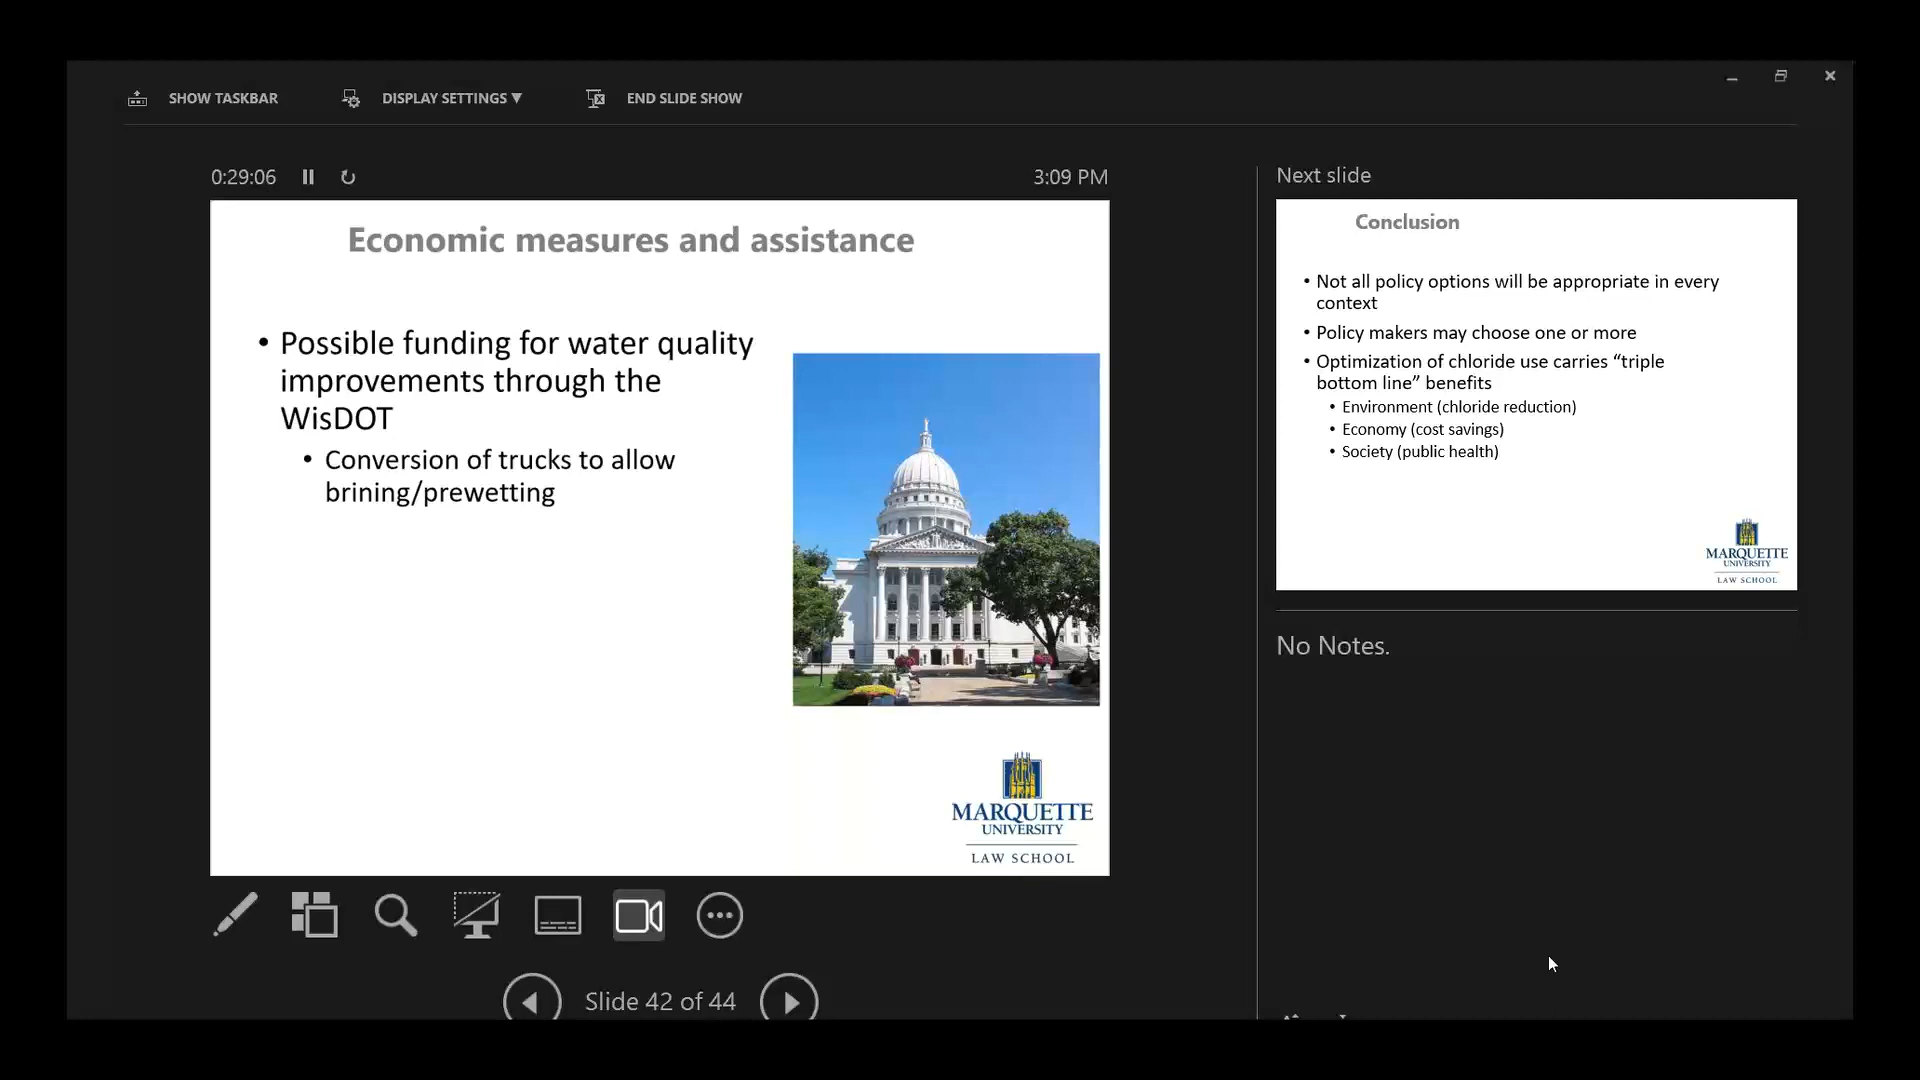 SHOW TASKBAR
DISPLAY SETTINGS ▼
END SLIDE SHOW
0:29:06
3:09 PM
Economic measures and assistance
• Possible funding for water quality
improvements through the
WisDOT
• Conversion of trucks to allow
brining/prewetting
MARQUETTE
UNIVERSITY
LAW SCHOOL
Slide 42 of 44
Next slide
Conclusion
• Not all policy options will be appropriate in every
context
• Policy makers may choose one or more
• Optimization of chloride use carries “triple
bottom line” benefits
• Environment (chloride reduction)
• Economy (cost savings)
• Society (public health)
MARQUETTE
UNIVERSITY
LAW SCHOOL
No Notes.